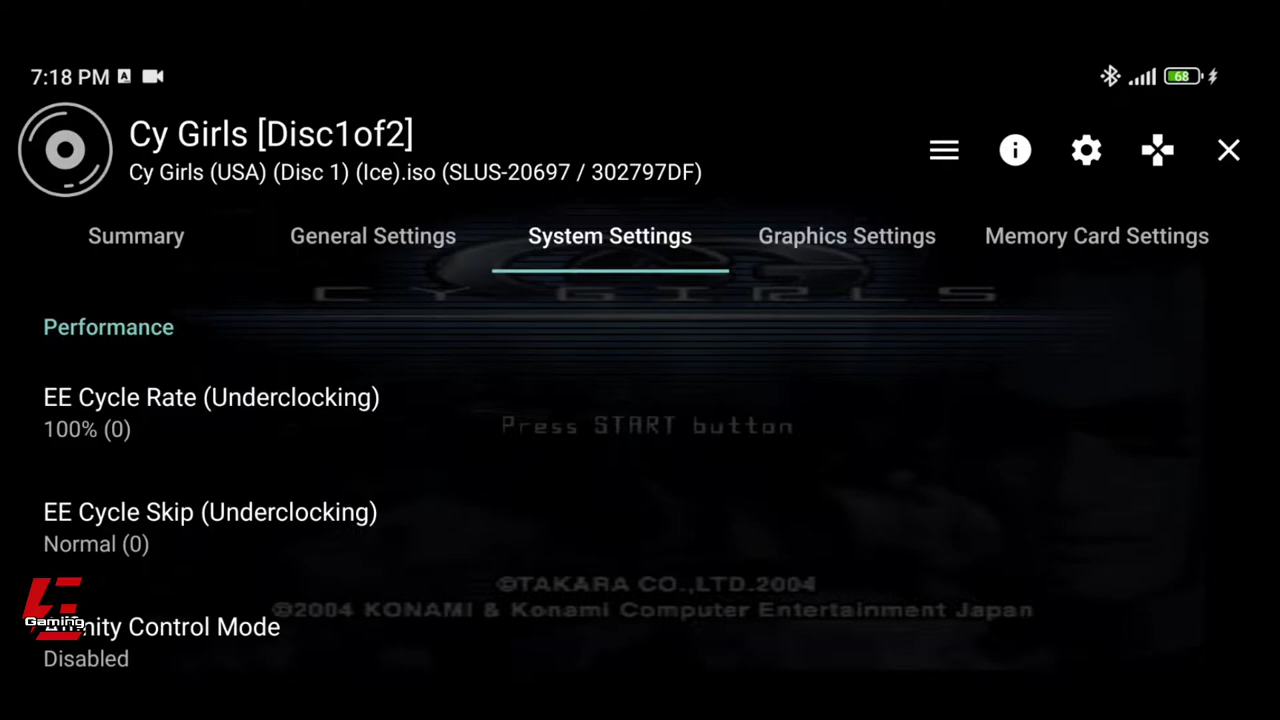 7:18 PM A
68
Cy Girls [Disc1of2]
Cy Girls (USA) (Disc 1) (Ice).iso (SLUS-20697 / 302797DF)
Summary
General Settings
System Settings
Graphics Settings
Memory Card Settings
CY GIRLS
Performance
EE Cycle Rate (Underclocking)
100% (0)
Press START button
EE Cycle Skip (Underclocking)
Normal (0)
©TAKARA CO.,LTD.2004
©2004 KONAMI & Konami Computer Entertainment Japan
Gaming
nity Control Mode
Disabled